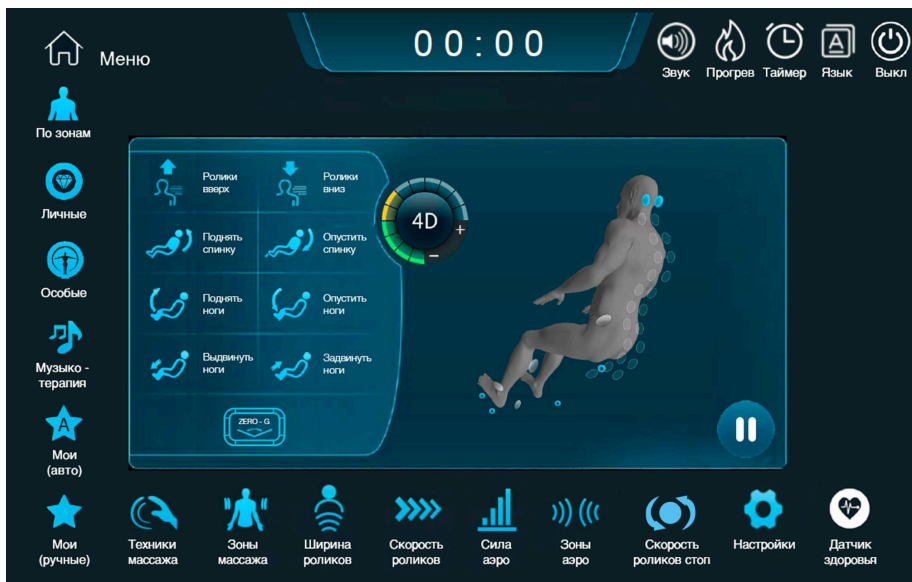 Меню
00:00
Звук
Прогрев
Таймер
A
Язык
Выкл
По зонам
Личные
Особые
Музыко -
терапия
A
Мои
(авто)
Ролики
вверх
Ролики
вниз
Поднять
спинку
Опустить
спинку
Поднять
ноги
Опустить
ноги
Выдвинуть
ноги
Задвинуть
ноги
ZERO - G
4D
+
−
Мои
(ручные)
Техники
массажа
Зоны
массажа
Ширина
роликов
Скорость
роликов
Сила
аэро
Зоны
аэро
Скорость
роликов стоп
Настройки
Датчик
здоровья